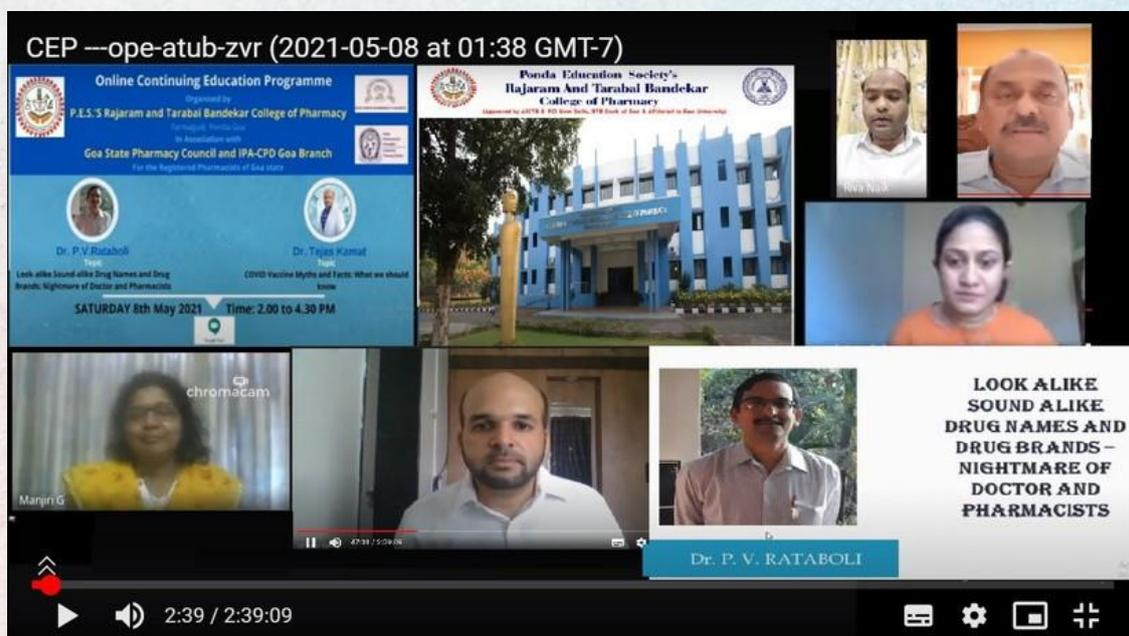 CEP ---ope-atub-zvr (2021-05-08 at 01:38 GMT-7)
Online Continuing Education Programme
Organized by
P.E.S.'S Rajaram and Tarabai Bandekar College of Pharmacy
Farmagudi, Ponda-Goa
In Association with
Goa State Pharmacy Council and IPA-CPD Goa Branch
For the Registered Pharmacists of Goa state
Dr. P.V.Rataboli
Topic
Look-alike Sound-alike Drug Names and Drug
Brands: Nightmare of Doctor and Pharmacists
Dr. Tejas Kamat
Topic
COVID Vaccine Myths and Facts: What we should
know
SATURDAY 8th May 2021 Time: 2.00 to 4.30 PM
Ponda Education Society's
Rajaram And Tarabai Bandekar
College of Pharmacy
Riva Naik
chromacam
Manjiri G
LOOK ALIKE
SOUND ALIKE
DRUG NAMES AND
DRUG BRANDS –
NIGHTMARE OF
DOCTOR AND
PHARMACISTS
Dr. P. V. RATABOLI
2:39 / 2:39:09